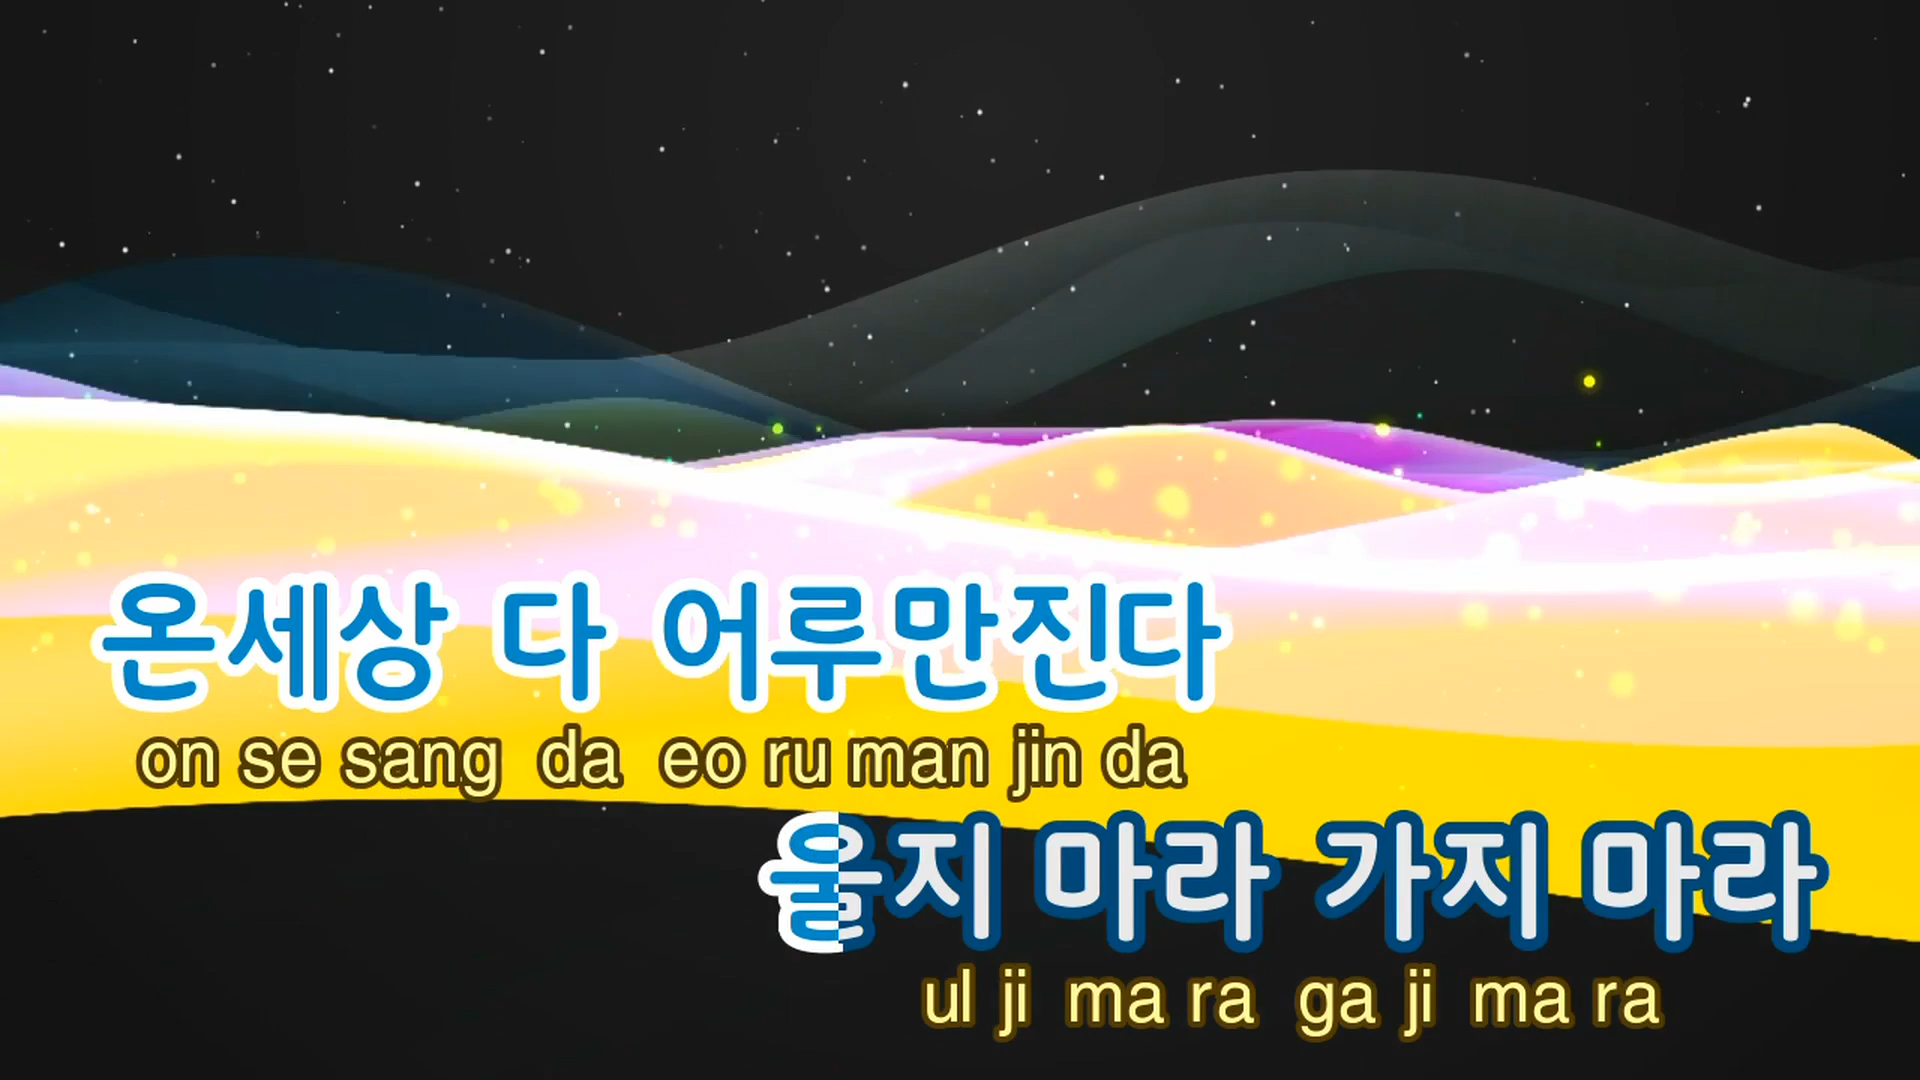 온세상 다 어루만진다
on se sang da eo ru man jin da
울지 마라 가지 마라
ul ji ma ra ga ji ma ra